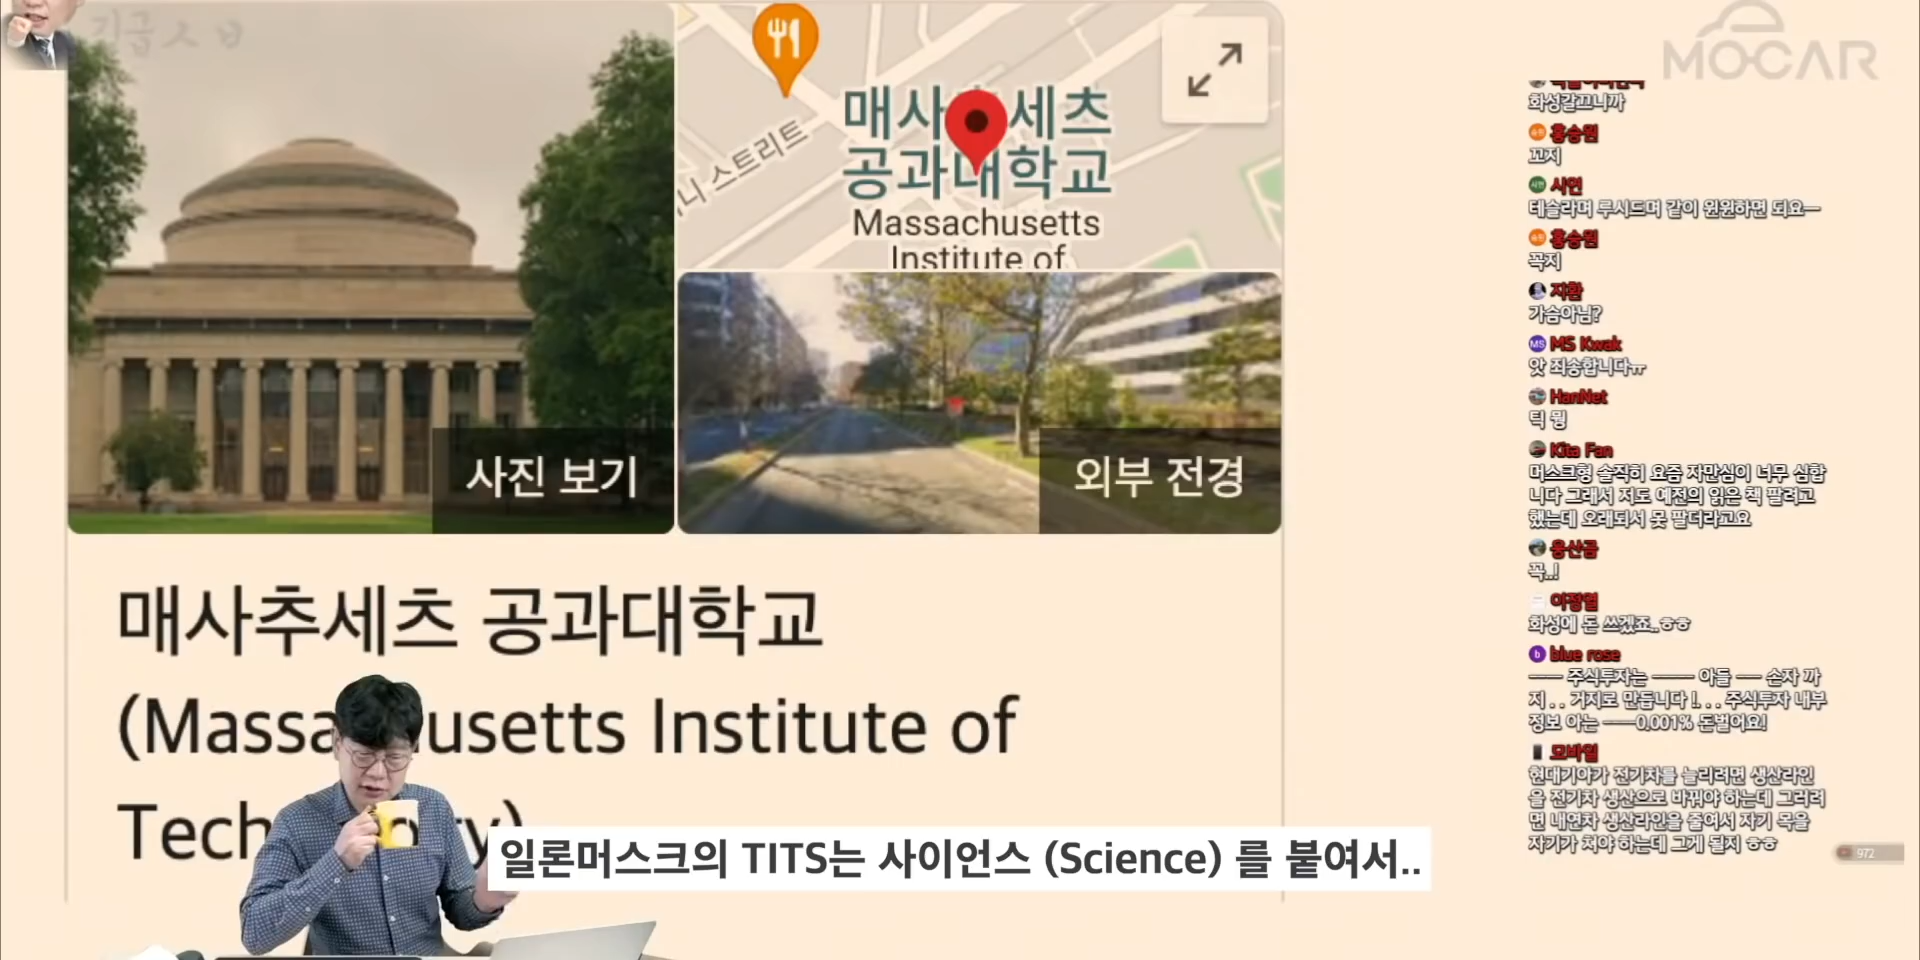 MOCAR
매사추세츠
공과대학교
Massachusetts
Institute of
니 스트리트
사진 보기
외부 전경
매사추세츠 공과대학교
(Massachusetts Institute of
Tech
일론머스크의 TITS는 사이언스 (Science) 를 붙여서..
화성갈끄니까
홍승원
꼬지
시연
테슬라며 루시드며 같이 윈윈하면 되요~
홍승원
꼭지
지환
가슴아님?
MS Kwak
앗 죄송합니다ㅠ
HanNet
틱 뭥
Kita Fan
머스크형 솔직히 요즘 자만심이 너무 심합
니다 그래서 저도 예전의 읽은 책 팔려고
했는데 오래되서 못 팔더라고요
웅산곰
꼭..!
이정열
화성에 돈 쓰겠죠..ㅎㅎ
blue rose
주식투자는 아들 손자 까
지 . . 거지로 만듭니다 !. . . 주식투자 내부
정보 아는 0.001% 돈벌어요!
모바일
현대기아가 전기차를 늘리려면 생산라인
을 전기차 생산으로 바꿔야 하는데 그러려
면 내연차 생산라인을 줄여서 자기 목을
자기가 쳐야 하는데 그게 될지 ㅎㅎ
972